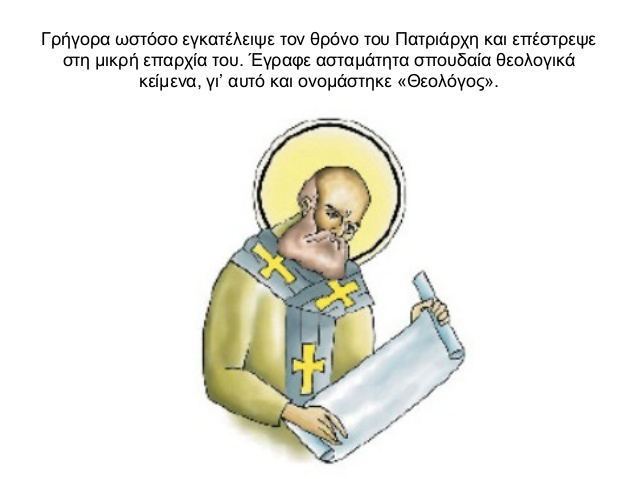 Γρήγορα ωστόσο εγκατέλειψε τον θρόνο του Πατριάρχη και επέστρεψε
στη μικρή επαρχία του. Έγραφε ασταμάτητα σπουδαία θεολογικά
κείμενα, γι’ αυτό και ονομάστηκε «Θεολόγος».